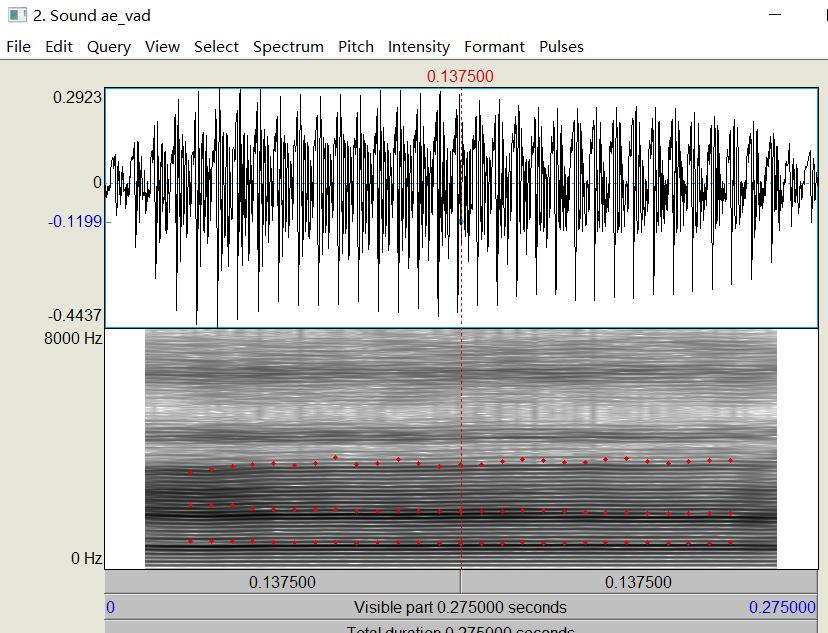 2. Sound ae_vad
File Edit Query View Select Spectrum Pitch Intensity Formant Pulses
0.137500
0.2923
0
-0.1199
-0.4437
8000 Hz
0 Hz
0.137500 0.137500
0 Visible part 0.275000 seconds 0.275000
Total duration 0.275000 seconds